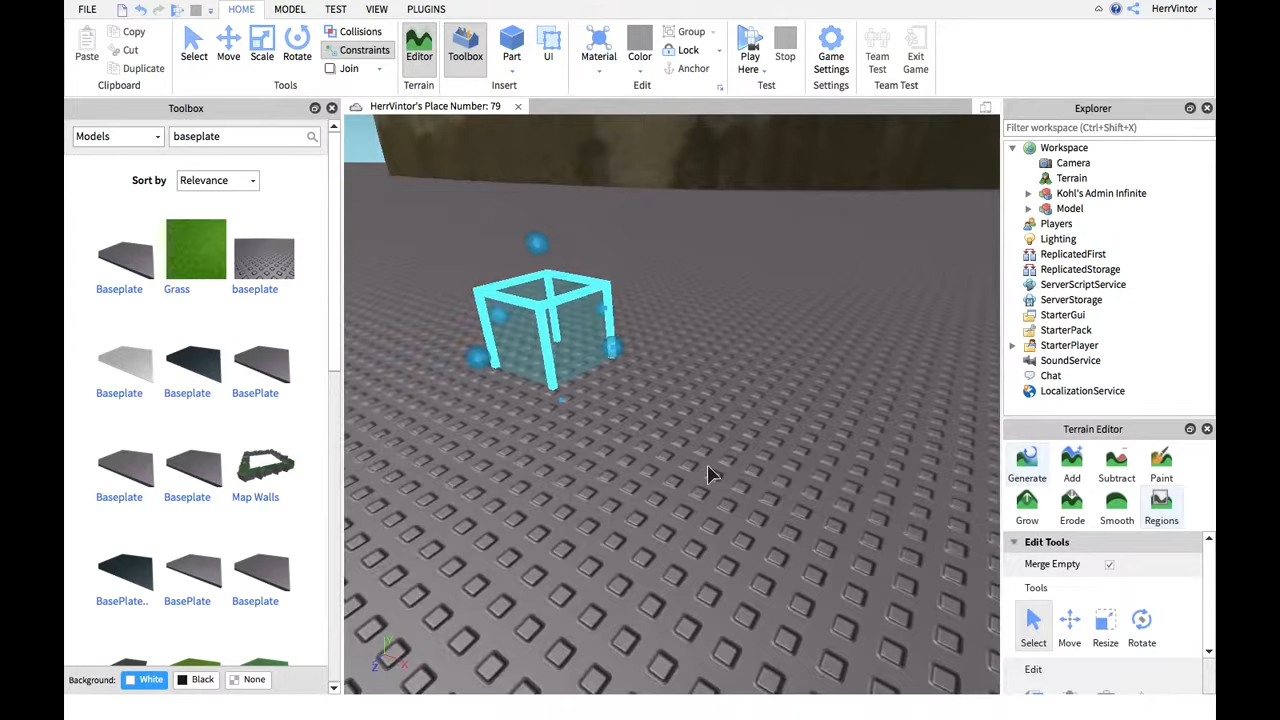 FILE HOME MODEL TEST VIEW PLUGINS HerrVintor
Paste Copy Cut Duplicate Clipboard
Select Move Scale Rotate Collisions Constraints Join Tools
Editor Terrain
Toolbox Part UI Insert
Material Color Group Lock Anchor Edit
Play Here Stop Test
Game Settings Settings
Team Test Exit Game Team Test
Toolbox
HerrVintor's Place Number: 79
Explorer
Models baseplate
Filter workspace (Ctrl+Shift+X)
Sort by Relevance
Baseplate Grass baseplate
Baseplate Baseplate BasePlate
Baseplate Baseplate Map Walls
BasePlate.. BasePlate Baseplate
Background: White Black None
Y
Z X
Workspace
Camera
Terrain
Kohl's Admin Infinite
Model
Players
Lighting
ReplicatedFirst
ReplicatedStorage
ServerScriptService
ServerStorage
StarterGui
StarterPack
StarterPlayer
SoundService
Chat
LocalizationService
Terrain Editor
Generate Add Subtract Paint
Grow Erode Smooth Regions
Edit Tools
Merge Empty
Tools
Select Move Resize Rotate
Edit